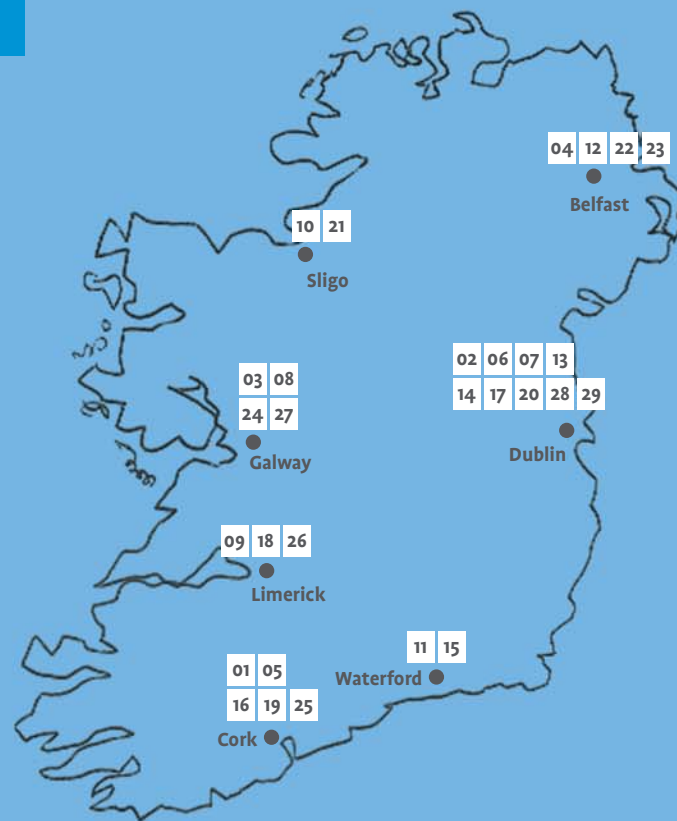 04 12 22 23
Belfast
10 21
Sligo
02 06 07 13
14 17 20 28 29
Dublin
03 08
24 27
Galway
09 18 26
Limerick
11 15
Waterford
01 05
16 19 25
Cork